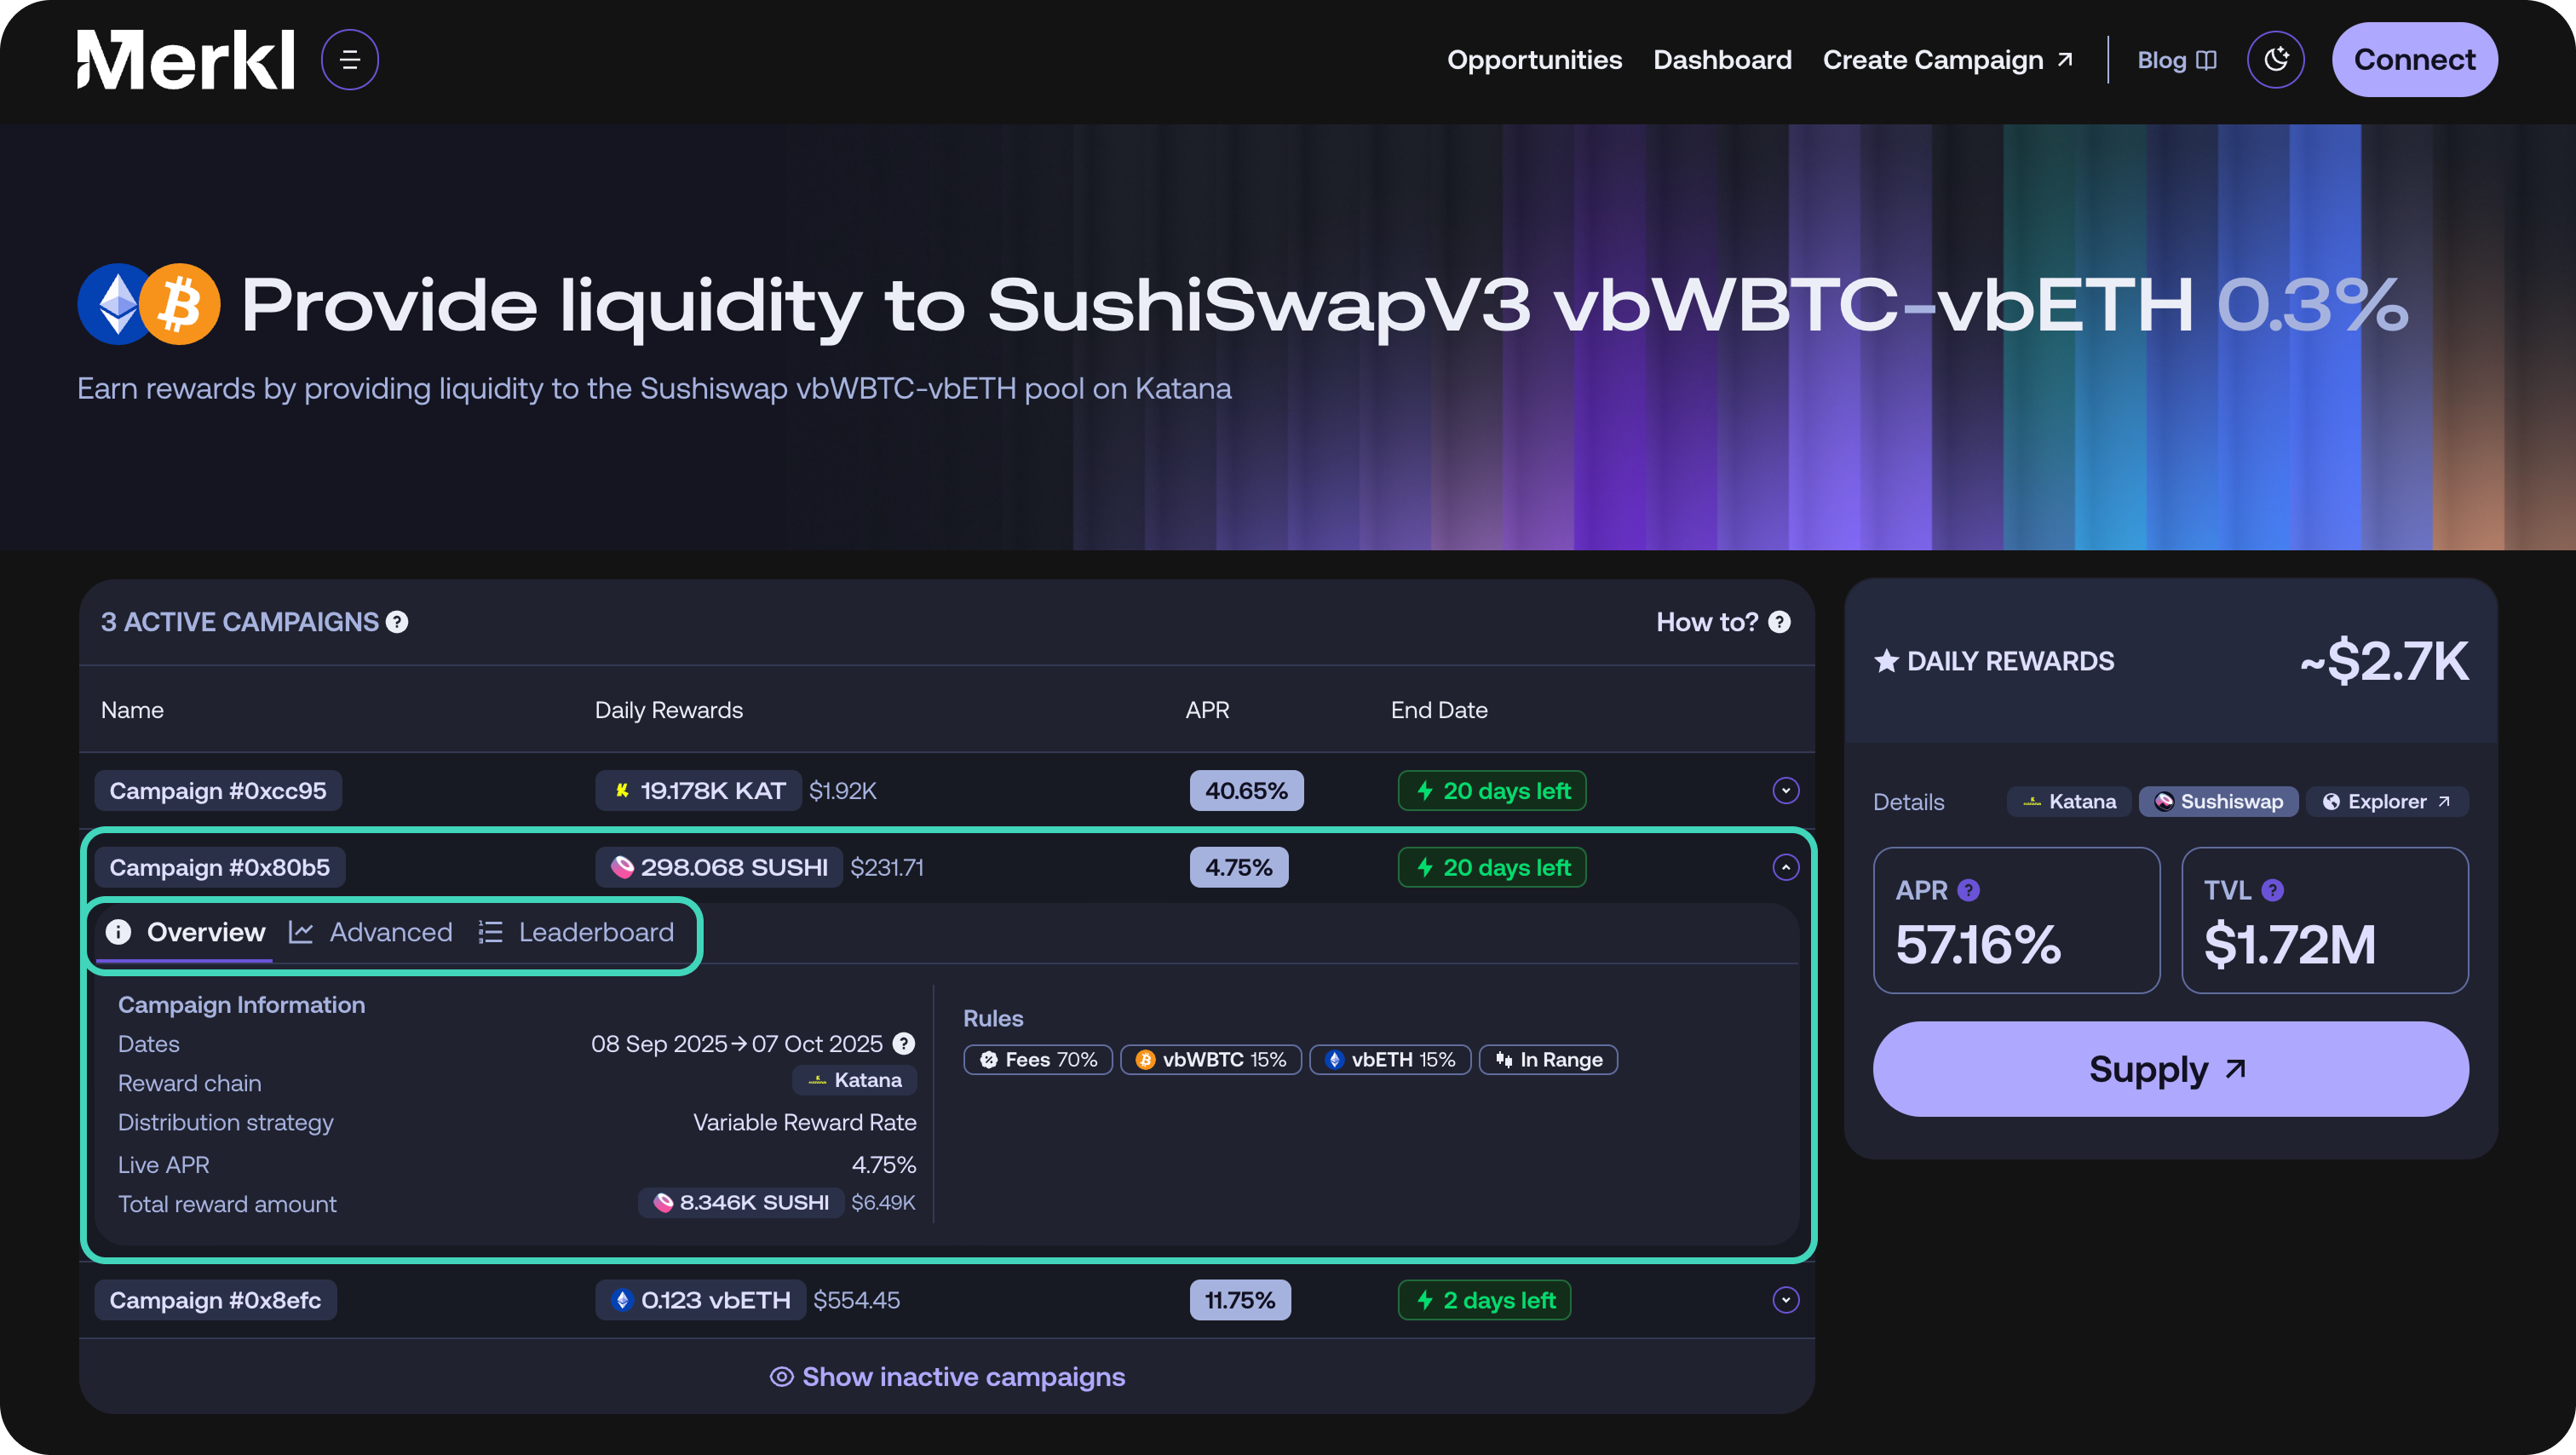 Merkl
Opportunities Dashboard Create Campaign Blog Connect
Provide liquidity to SushiSwapV3 vbWBTC-vbETH 0.3%
Earn rewards by providing liquidity to the Sushiswap vbWBTC-vbETH pool on Katana
3 ACTIVE CAMPAIGNS ?
How to? ?
Name Daily Rewards APR End Date
Campaign #0xcc95 19.178K KAT $1.92K 40.65% 20 days left
Campaign #0x80b5 298.068 SUSHI $231.71 4.75% 20 days left
Overview Advanced Leaderboard
Campaign Information
Dates 08 Sep 2025→07 Oct 2025 ?
Reward chain Katana
Distribution strategy Variable Reward Rate
Live APR 4.75%
Total reward amount 8.346K SUSHI $6.49K
Rules
Fees 70% vbWBTC 15% vbETH 15% In Range
Campaign #0x8efc 0.123 vbETH $554.45 11.75% 2 days left
Show inactive campaigns
DAILY REWARDS ~$2.7K
Details Katana Sushiswap Explorer
APR ? TVL ?
57.16% $1.72M
Supply